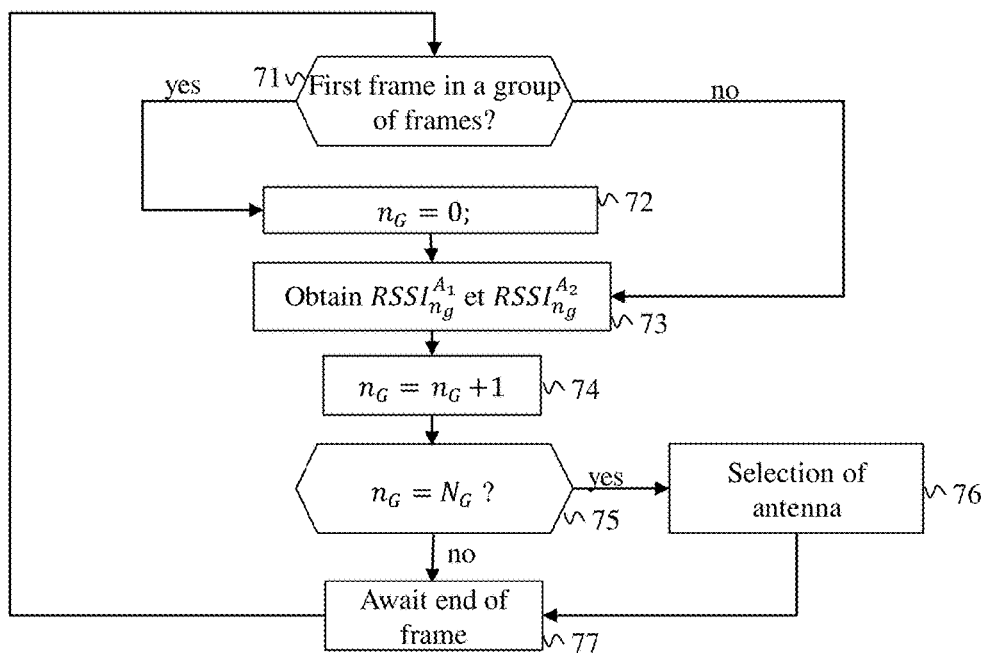 71
First frame in a group
of frames?
yes
no
n_G = 0;
72
Obtain RSSI_{n_g}^{A_1} et RSSI_{n_g}^{A_2}
73
n_G = n_G +1
74
n_G = N_G ?
75
yes
no
Selection of
antenna
76
Await end of
frame
77